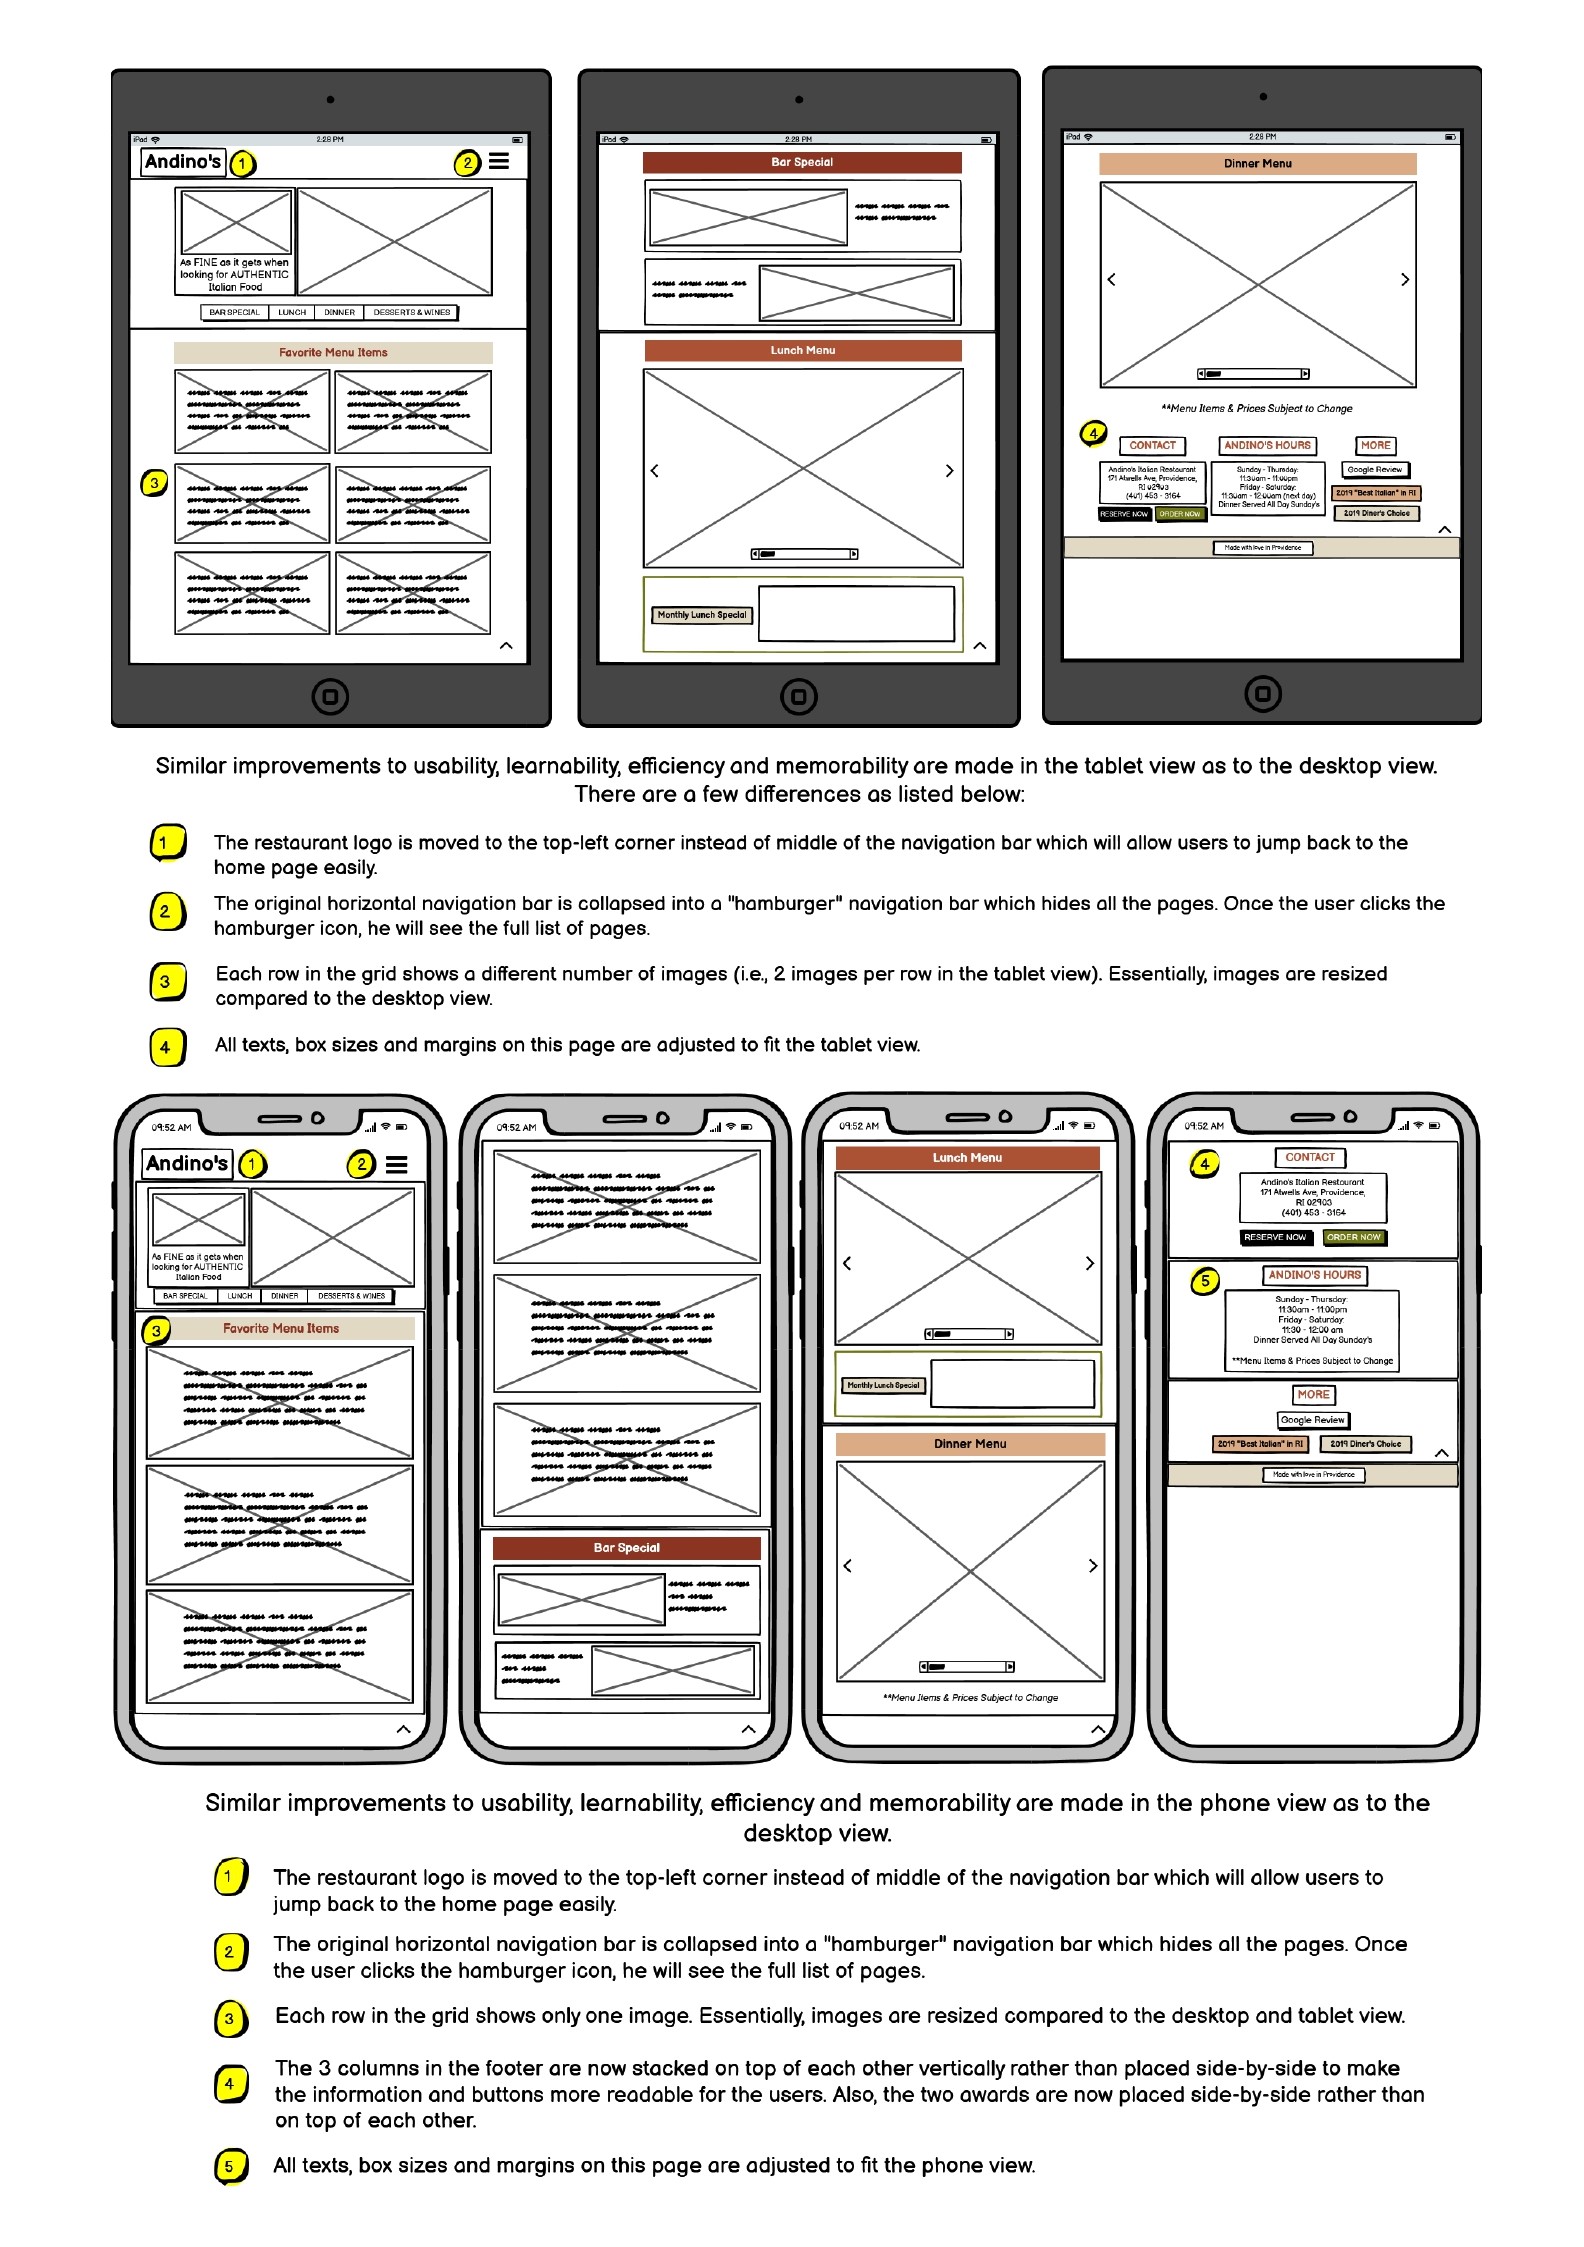 iPad
2:28 PM
Andino's
1
2
As FINE as it gets when
looking for AUTHENTIC
Italian Food
BAR SPECIAL
LUNCH
DINNER
DESSERTS & WINES
Favorite Menu Items
3
iPad
2:28 PM
Bar Special
Lunch Menu
Monthly Lunch Special
iPad
2:28 PM
Dinner Menu
**Menu Items & Prices Subject to Change
4
CONTACT
Andino's Italian Restaurant
171 Atwells Ave, Providence,
RI 02903
(401) 453 - 3164
RESERVE NOW
ORDER NOW
ANDINO'S HOURS
Sunday - Thursday:
11:30am - 11:00pm
Friday - Saturday:
11:30am - 12:00am (next day)
Dinner Served All Day Sunday's
MORE
Google Review
2019 "Best Italian" in RI
2019 Diner's Choice
Made with love in Providence
Similar improvements to usability, learnability, efficiency and memorability are made in the tablet view as to the desktop view.
There are a few differences as listed below:
1
The restaurant logo is moved to the top-left corner instead of middle of the navigation bar which will allow users to jump back to the
home page easily.
2
The original horizontal navigation bar is collapsed into a "hamburger" navigation bar which hides all the pages. Once the user clicks the
hamburger icon, he will see the full list of pages.
3
Each row in the grid shows a different number of images (i.e., 2 images per row in the tablet view). Essentially, images are resized
compared to the desktop view.
4
All texts, box sizes and margins on this page are adjusted to fit the tablet view.
09:52 AM
Andino's
1
2
As FINE as it gets when
looking for AUTHENTIC
Italian Food
BAR SPECIAL
LUNCH
DINNER
DESSERTS & WINES
3
Favorite Menu Items
09:52 AM
Bar Special
09:52 AM
Lunch Menu
Monthly Lunch Special
Dinner Menu
**Menu Items & Prices Subject to Change
09:52 AM
4
CONTACT
Andino's Italian Restaurant
171 Atwells Ave, Providence,
RI 02903
(401) 453 - 3164
RESERVE NOW
ORDER NOW
5
ANDINO'S HOURS
Sunday - Thursday:
11:30am - 11:00pm
Friday - Saturday:
11:30 - 12:00 am
Dinner Served All Day Sunday's
**Menu Items & Prices Subject to Change
MORE
Google Review
2019 "Best Italian" in RI
2019 Diner's Choice
Made with love in Providence
Similar improvements to usability, learnability, efficiency and memorability are made in the phone view as to the
desktop view.
1
The restaurant logo is moved to the top-left corner instead of middle of the navigation bar which will allow users to
jump back to the home page easily.
2
The original horizontal navigation bar is collapsed into a "hamburger" navigation bar which hides all the pages. Once
the user clicks the hamburger icon, he will see the full list of pages.
3
Each row in the grid shows only one image. Essentially, images are resized compared to the desktop and tablet view.
4
The 3 columns in the footer are now stacked on top of each other vertically rather than placed side-by-side to make
the information and buttons more readable for the users. Also, the two awards are now placed side-by-side rather than
on top of each other.
5
All texts, box sizes and margins on this page are adjusted to fit the phone view.